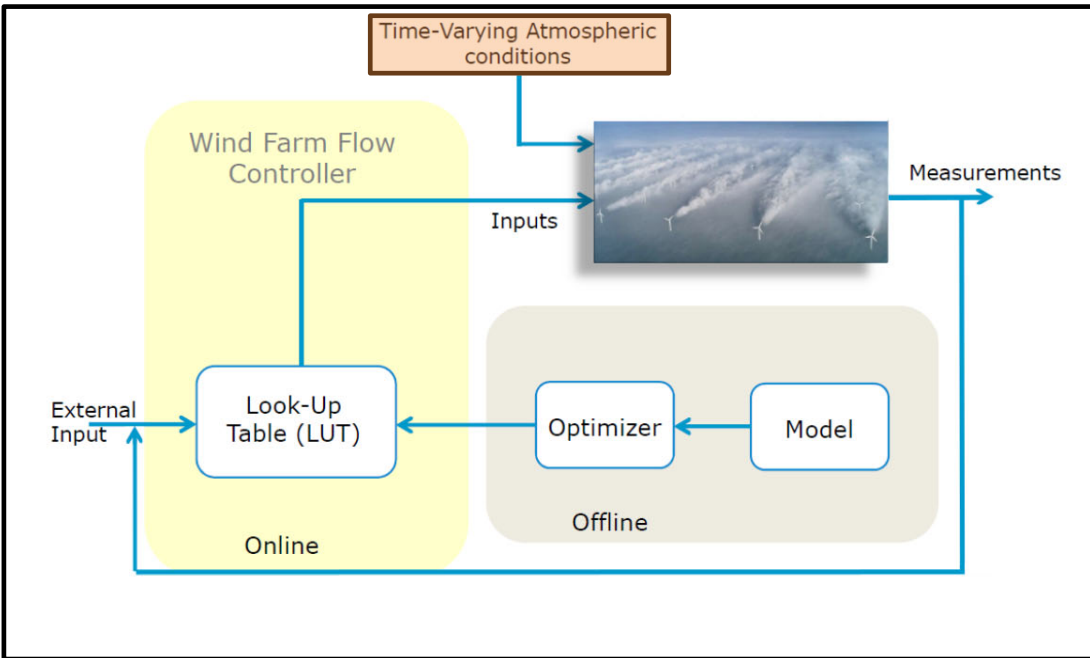 Time-Varying Atmospheric
conditions
Wind Farm Flow
Controller
Measurements
Inputs
External
Input
Look-Up
Table (LUT)
Optimizer
Model
Offline
Online